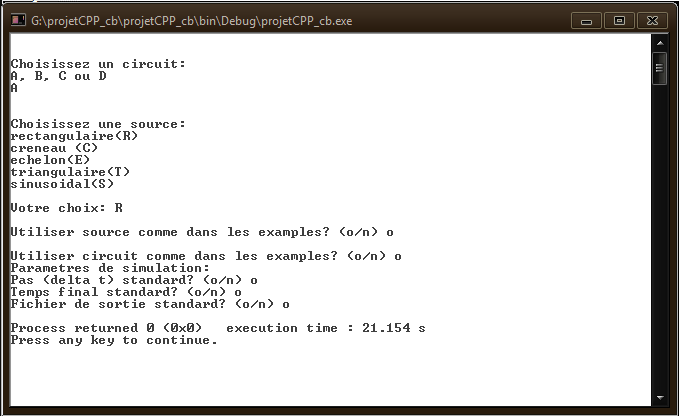 G:\projetCPP_cb\projetCPP_cb\bin\Debug\projetCPP_cb.exe
Choisissez un circuit:
A, B, C ou D
A
Choisissez une source:
rectangulaire(R)
creneau (C)
echelon(E)
triangulaire(T)
sinusoidal(S)
Votre choix: R
Utiliser source comme dans les examples? (o/n) o
Utiliser circuit comme dans les examples? (o/n) o
Parametres de simulation:
Pas (delta t) standard? (o/n) o
Temps final standard? (o/n) o
Fichier de sortie standard? (o/n) o
Process returned 0 (0x0)   execution time : 21.154 s
Press any key to continue.